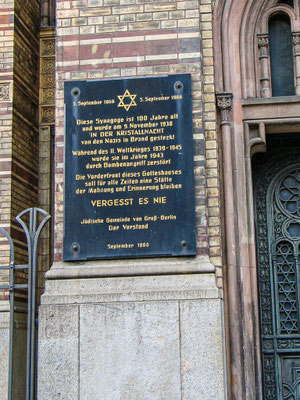 5. September 1866 5. September 1966
Diese Synagoge ist 100 Jahre alt
und wurde am 9. November 1938
IN DER KRISTALLNACHT
von den Nazis in Brand gesteckt
Während des II. Weltkrieges 1939-1945
wurde sie im Jahre 1943
durch Bombenangriff zerstört
Die Vorderfront dieses Gotteshauses
soll für alle Zeiten eine Stätte
der Mahnung und Erinnerung bleiben
VERGESST ES NIE
Jüdische Gemeinde von Groß-Berlin
Der Vorstand
September 1966